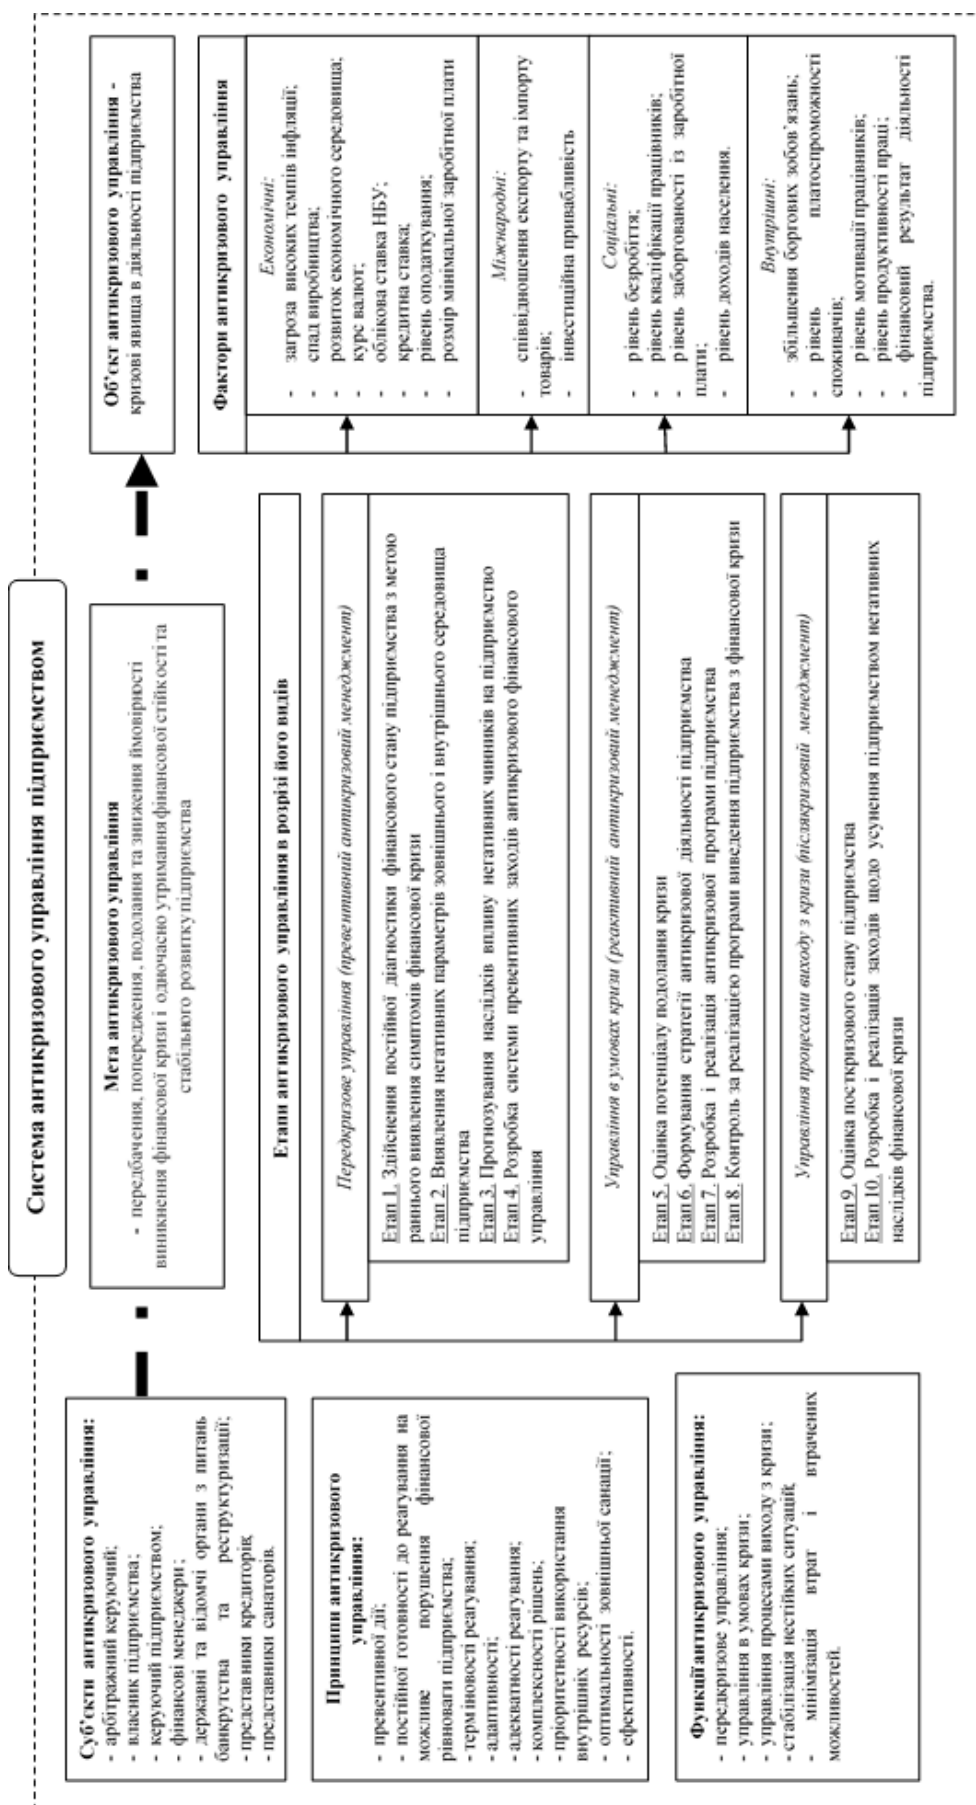 Система антикризового управління підприємством
Суб’єкти антикризового управління:
- арбітражний керуючий;
- власник підприємства;
- керуючий підприємством;
- фінансові менеджери;
- державні та відомчі органи з питань
банкрутства та реструктуризації;
- представники кредиторів;
- представники санаторів.
Мета антикризового управління
- передбачення, попередження, подолання та зниження ймовірності
виникнення фінансової кризи і одночасно утримання фінансової стійкості та
стабільного розвитку підприємства
Об’єкт антикризового управління -
кризові явища в діяльності підприємства
Принципи антикризового
управління:
- превентивної дії;
- постійної готовності до реагування на
можливе порушення фінансової
рівноваги підприємства;
- терміновості реагування;
- адаптивності;
- адекватності реагування;
- комплексності рішень;
- пріоритетності використання
внутрішніх ресурсів;
- оптимальності зовнішньої санації;
- ефективності.
Функції антикризового управління:
- передкризове управління;
- управління в умовах кризи;
- управління процесами виходу з кризи;
- стабілізація нестійких ситуацій;
- мінімізація втрат і втрачених
можливостей.
Етапи антикризового управління в розрізі його видів
Передкризове управління (превентивний антикризовий менеджмент)
Етап 1. Здійснення постійної діагностики фінансового стану підприємства з метою
раннього виявлення симптомів фінансової кризи
Етап 2. Виявлення негативних параметрів зовнішнього і внутрішнього середовища
підприємства
Етап 3. Прогнозування наслідків впливу негативних чинників на підприємство
Етап 4. Розробка системи превентивних заходів антикризового фінансового
управління
Управління в умовах кризи (реактивний антикризовий менеджмент)
Етап 5. Оцінка потенціалу подолання кризи
Етап 6. Формування стратегії антикризової діяльності підприємства
Етап 7. Розробка і реалізація антикризової програми підприємства
Етап 8. Контроль за реалізацією програми виведення підприємства з фінансової кризи
Управління процесами виходу з кризи (післякризовий менеджмент)
Етап 9. Оцінка посткризового стану підприємства
Етап 10. Розробка і реалізація заходів щодо усунення підприємством негативних
наслідків фінансової кризи
Фактори антикризового управління
Економічні:
- загроза високих темпів інфляції;
- спад виробництва;
- розвиток економічного середовища;
- курс валют;
- облікова ставка НБУ;
- кредитна ставка;
- рівень оподаткування;
- розмір мінімальної заробітної плати
Міжнародні:
- співвідношення експорту та імпорту
товарів;
- інвестиційна привабливість
Соціальні:
- рівень безробіття;
- рівень кваліфікації працівників;
- рівень заборгованості із заробітної
плати;
- рівень доходів населення.
Внутрішні:
- збільшення боргових зобов’язань;
- рівень платоспроможності
споживачів;
- рівень мотивації працівників;
- рівень продуктивності праці;
- фінансовий результат діяльності
підприємства.